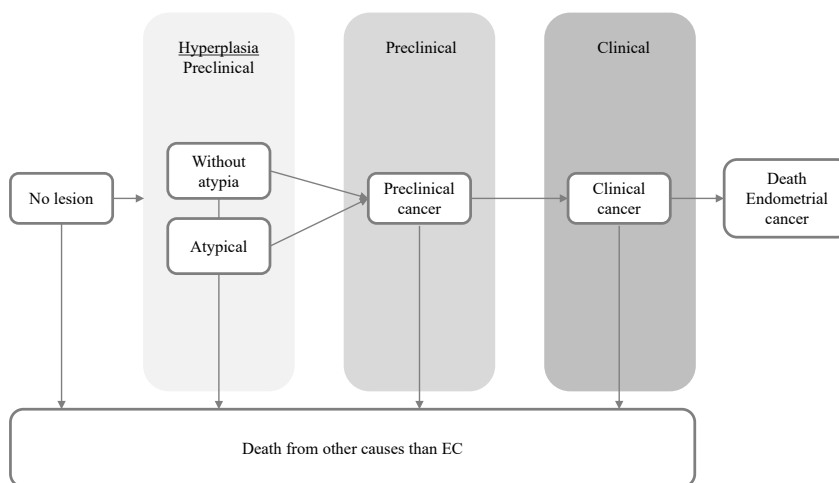 Hyperplasia
Preclinical
Preclinical
Clinical
No lesion
Without
atypia
Atypical
Preclinical
cancer
Clinical
cancer
Death
Endometrial
cancer
Death from other causes than EC